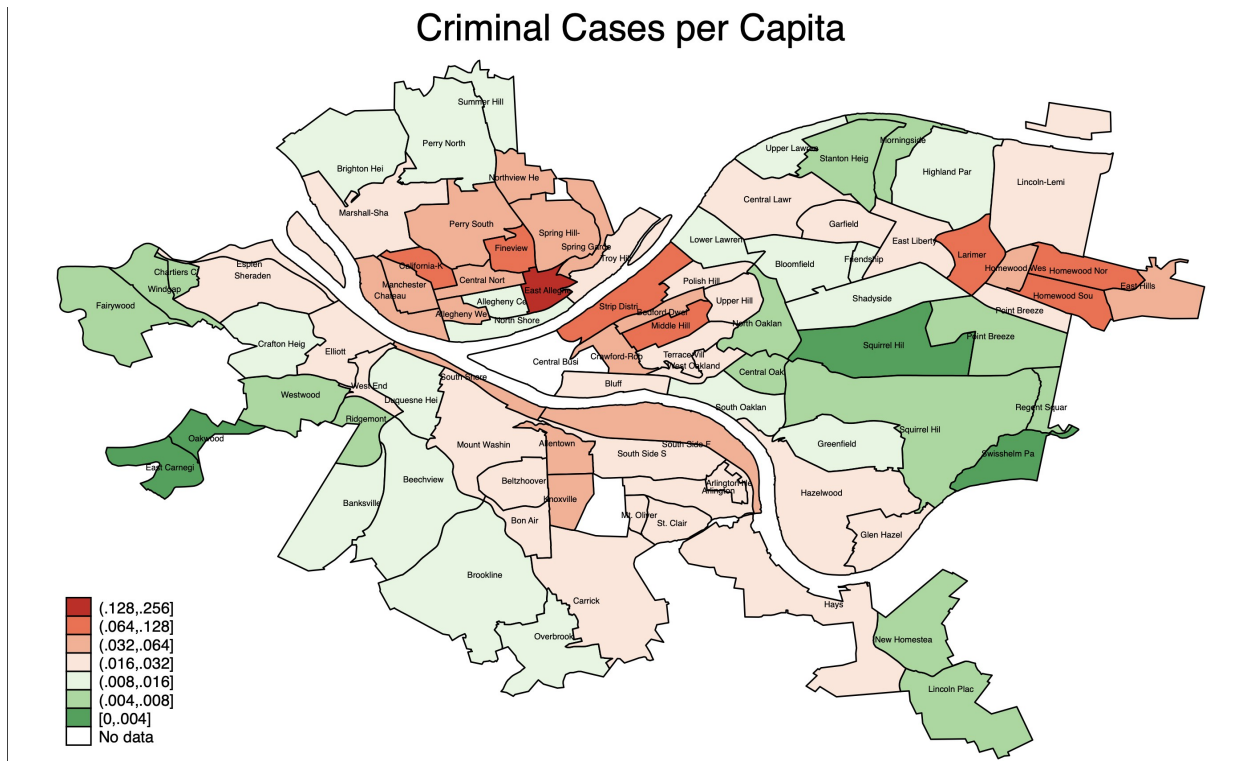 Criminal Cases per Capita
Summer Hill
Perry North
Brighton Hei
Northview He
Marshall-Sha
Perry South
Spring Hill-
Fineview
Spring Garde
Troy Hill
California-K
Central Nort
Manchester
Chateau
East Alleghe
Allegheny Ce
Allegheny We
North Shore
Upper Lawre
Morningside
Stanton Heig
Highland Par
Lincoln-Lemi
Central Lawr
Garfield
East Liberty
Lower Lawren
Friendship
Bloomfield
Larimer
Homewood Wes
Homewood Nor
East Hills
Homewood Sou
Point Breeze
Shadyside
Polish Hill
Upper Hill
Strip Distri
Bedford Dwel
Middle Hill
North Oaklan
Squirrel Hil
Point Breeze
Chartiers C
Esplen
Sheraden
Windgap
Fairywood
Crafton Heig
Elliott
West End
Central Busi
Crawford-Rob
Terrace Vill
West Oakland
Central Oak
Bluff
South Shore
Duquesne Hei
Westwood
Ridgemont
South Oaklan
Regent Squar
Squirrel Hil
Greenfield
Swisshelm Pa
Oakwood
East Carnegi
Mount Washin
Allentown
South Side F
South Side S
Beechview
Beltzhoover
Arlington He
Arlington
Hazelwood
Knoxville
Banksville
Bon Air
Mt. Oliver
St. Clair
Glen Hazel
Brookline
Carrick
Hays
Overbrook
New Homestea
Lincoln Plac
(.128,.256]
(.064,.128]
(.032,.064]
(.016,.032]
(.008,.016]
(.004,.008]
[0,.004]
No data